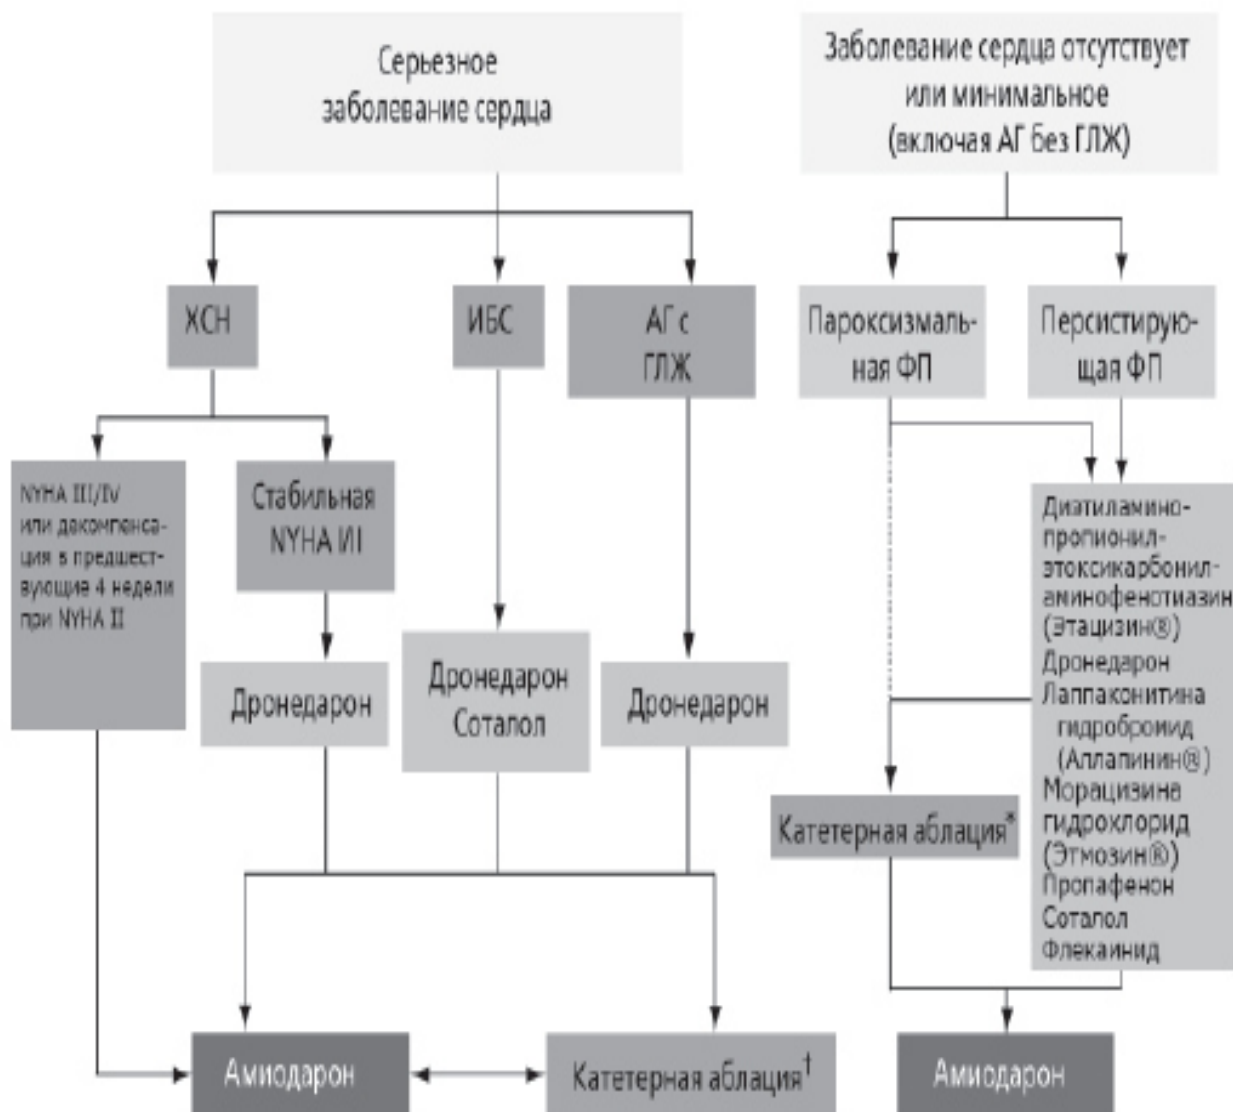 Серьезное
заболевание сердца
Заболевание сердца отсутствует
или минимальное
(включая АГ без ГЛЖ)
ХСН
ИБС
АГ с
ГЛЖ
Пароксизмаль-
ная ФП
Персистирую-
щая ФП
NYHA III/IV
или декомпенса-
ция в предшест-
вующие 4 недели
при NYHA II
Стабильная
NYHA I/II
Дронедарон
Дронедарон
Соталол
Дронедарон
Диэтиламино-
пропионил-
этоксикарбонил-
аминофенотиазин
(Этацизин®)
Дронедарон
Лаппаконитина
гидробромид
(Аллапинин®)
Морацизина
гидрохлорид
(Этмозин®)
Пропафенон
Соталол
Флекаинид
Катетерная аблация*
Амиодарон
Катетерная аблация†
Амиодарон